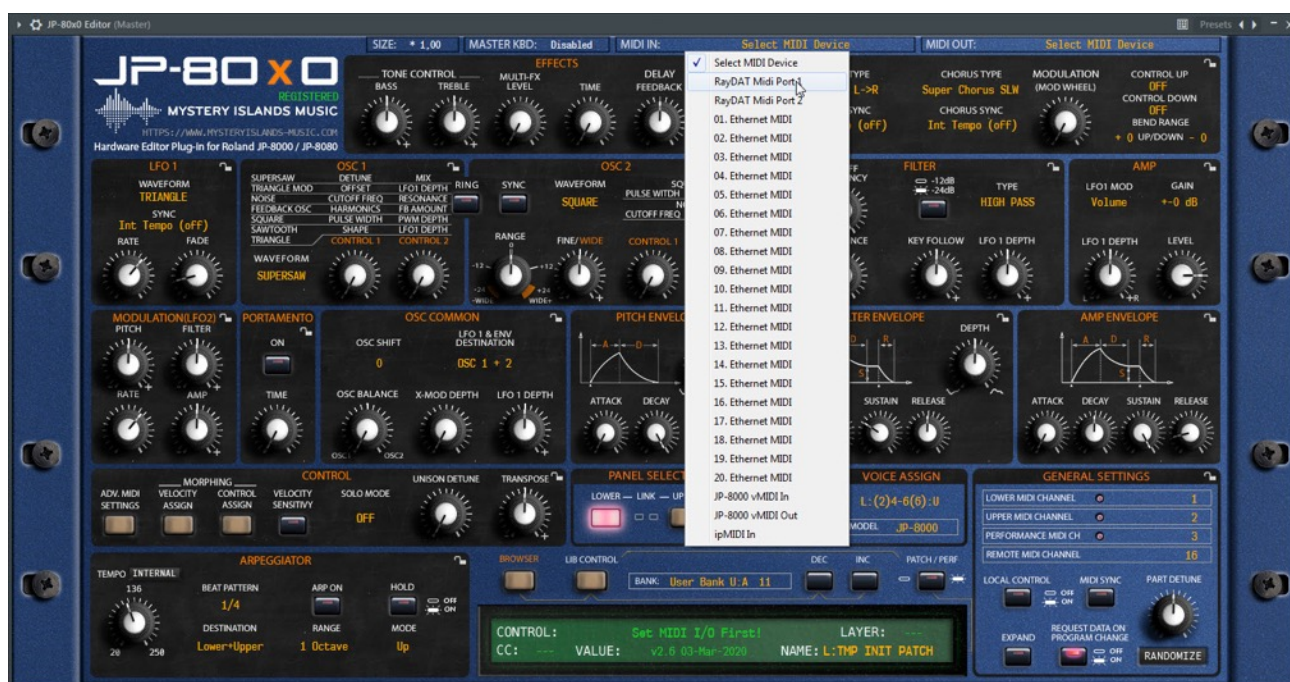 JP-80x0 Editor (Master)
Presets
SIZE: * 1,00
MASTER KBD: Disabled
MIDI IN: Select MIDI Device
MIDI OUT: Select MIDI Device
JP-80X0
REGISTERED
MYSTERY ISLANDS MUSIC
HTTPS://WWW.MYSTERYISLANDS-MUSIC.COM
Hardware Editor Plug-in for Roland JP-8000 / JP-8080
EFFECTS
TONE CONTROL
BASS TREBLE
MULTI-FX
LEVEL
TIME
DELAY
FEEDBACK
TYPE
L->R
SYNC
(off)
CHORUS TYPE
Super Chorus SLW
CHORUS SYNC
Int Tempo (off)
MODULATION
(MOD WHEEL)
CONTROL UP
OFF
CONTROL DOWN
OFF
BEND RANGE
+ 0 UP/DOWN - 0
Select MIDI Device
RayDAT Midi Port 1
RayDAT Midi Port 2
01. Ethernet MIDI
02. Ethernet MIDI
03. Ethernet MIDI
04. Ethernet MIDI
05. Ethernet MIDI
06. Ethernet MIDI
07. Ethernet MIDI
08. Ethernet MIDI
09. Ethernet MIDI
10. Ethernet MIDI
11. Ethernet MIDI
12. Ethernet MIDI
13. Ethernet MIDI
14. Ethernet MIDI
15. Ethernet MIDI
16. Ethernet MIDI
17. Ethernet MIDI
18. Ethernet MIDI
19. Ethernet MIDI
20. Ethernet MIDI
JP-8000 vMIDI In
JP-8000 vMIDI Out
ipMIDI In
LFO 1
WAVEFORM
TRIANGLE
SYNC
Int Tempo (off)
RATE FADE
OSC 1
SUPERSAW DETUNE MIX
TRIANGLE MOD OFFSET LFO1 DEPTH
NOISE CUTOFF FREQ RESONANCE
FEEDBACK OSC HARMONICS FB AMOUNT
SQUARE PULSE WIDTH PWM DEPTH
SAWTOOTH SHAPE LFO1 DEPTH
TRIANGLE CONTROL 1 CONTROL 2
WAVEFORM
SUPERSAW
OSC 2
RING SYNC WAVEFORM
SQUARE
PULSE WITDH
CUTOFF FREQ
RANGE
0
-12 +12
-24 +24
-WIDE WIDE+
FINE/WIDE
CONTROL 1
FILTER
-12dB
-24dB
TYPE
HIGH PASS
KEY FOLLOW LFO 1 DEPTH
AMP
LFO1 MOD GAIN
Volume +-0 dB
LFO 1 DEPTH LEVEL
L +R
MODULATION(LFO2)
PITCH FILTER
RATE AMP
PORTAMENTO
ON
TIME
OSC COMMON
OSC SHIFT
0
LFO 1 & ENV
DESTINATION
OSC 1 + 2
OSC BALANCE X-MOD DEPTH LFO 1 DEPTH
OSC1 OSC2
PITCH ENVELO
A D
ATTACK DECAY
TER ENVELOPE
DEPTH
D R
S
SUSTAIN RELEASE
AMP ENVELOPE
A D R
S
ATTACK DECAY SUSTAIN RELEASE
CONTROL
ADV. MIDI
SETTINGS
MORPHING
VELOCITY
ASSIGN
CONTROL
ASSIGN
VELOCITY
SENSITIVY
SOLO MODE
OFF
UNISON DETUNE
TRANSPOSE
PANEL SELECT
LOWER — LINK — UP
VOICE ASSIGN
L:(2)4-6(6):U
MODEL JP-8000
GENERAL SETTINGS
LOWER MIDI CHANNEL 1
UPPER MIDI CHANNEL 2
PERFORMANCE MIDI CH 3
REMOTE MIDI CHANNEL 16
LOCAL CONTROL
OFF
ON
MIDI SYNC
PART DETUNE
EXPAND
REQUEST DATA ON
PROGRAM CHANGE
OFF
ON
RANDOMIZE
ARPEGGIATOR
TEMPO INTERNAL
136
20 250
BEAT PATTERN
1/4
DESTINATION
Lower+Upper
ARP ON
RANGE
1 Octave
HOLD
OFF
ON
MODE
Up
BROWSER
LIB CONTROL
BANK: User Bank U:A 11
DEC INC
PATCH / PERF
CONTROL: Set MIDI I/O First! LAYER: ---
CC: --- VALUE: v2.6 03-Mar-2020 NAME: L:TMP INIT PATCH